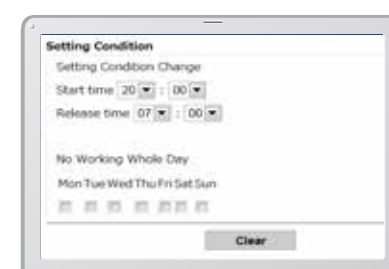 Setting Condition
Setting Condition Change
Start time 20 : 00
Release time 07 : 00
No Working Whole Day
Mon Tue Wed Thu Fri Sat Sun
Clear